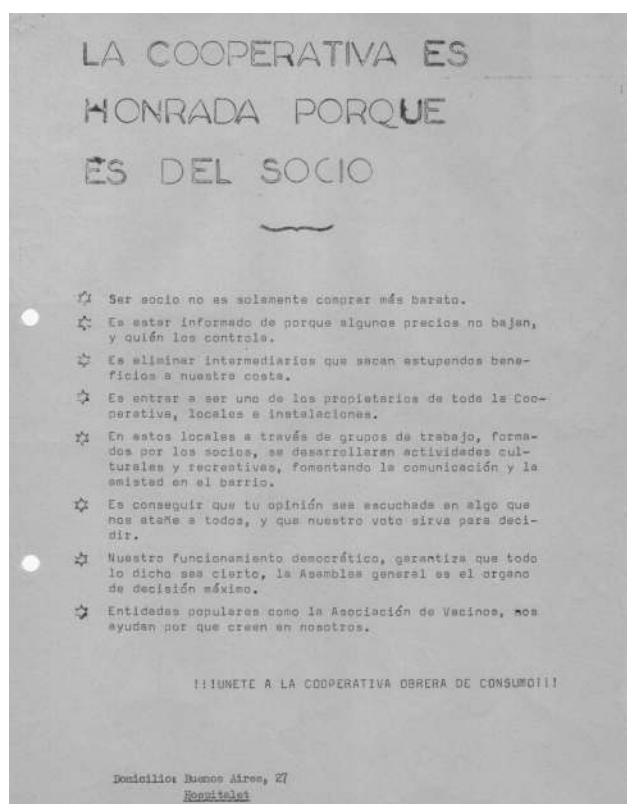 LA COOPERATIVA ES
HONRADA PORQUE
ES DEL SOCIO
Ser socio no es solamente comprar más barato.
Es estar informado de porque algunos precios no bajan,
y quién los controla.
Es eliminar intermediarios que sacan estupendos bene-
ficios a nuestra costa.
Es entrar a ser uno de los propietarios de toda la Coo-
perativa, locales e instalaciones.
En estos locales a través de grupos de trabajo, forma-
dos por los socios, se desarrollaran actividades cul-
turales y recreativas, fomentando la comunicación y la
amistad en el barrio.
Es conseguir que tu opinión sea escuchada en algo que
nos atañe a todos, y que nuestro voto sirva para deci-
dir.
Nuestro funcionamiento democrático, garantiza que todo
lo dicho sea cierto, la Asamblea general es el organo
de decisión máximo.
Entidades populares como la Asociación de Vecinos, nos
ayudan por que creen en nosotros.
!!!UNETE A LA COOPERATIVA OBRERA DE CONSUMO!!!
Domicilio: Buenos Aires, 27
Hospitalet